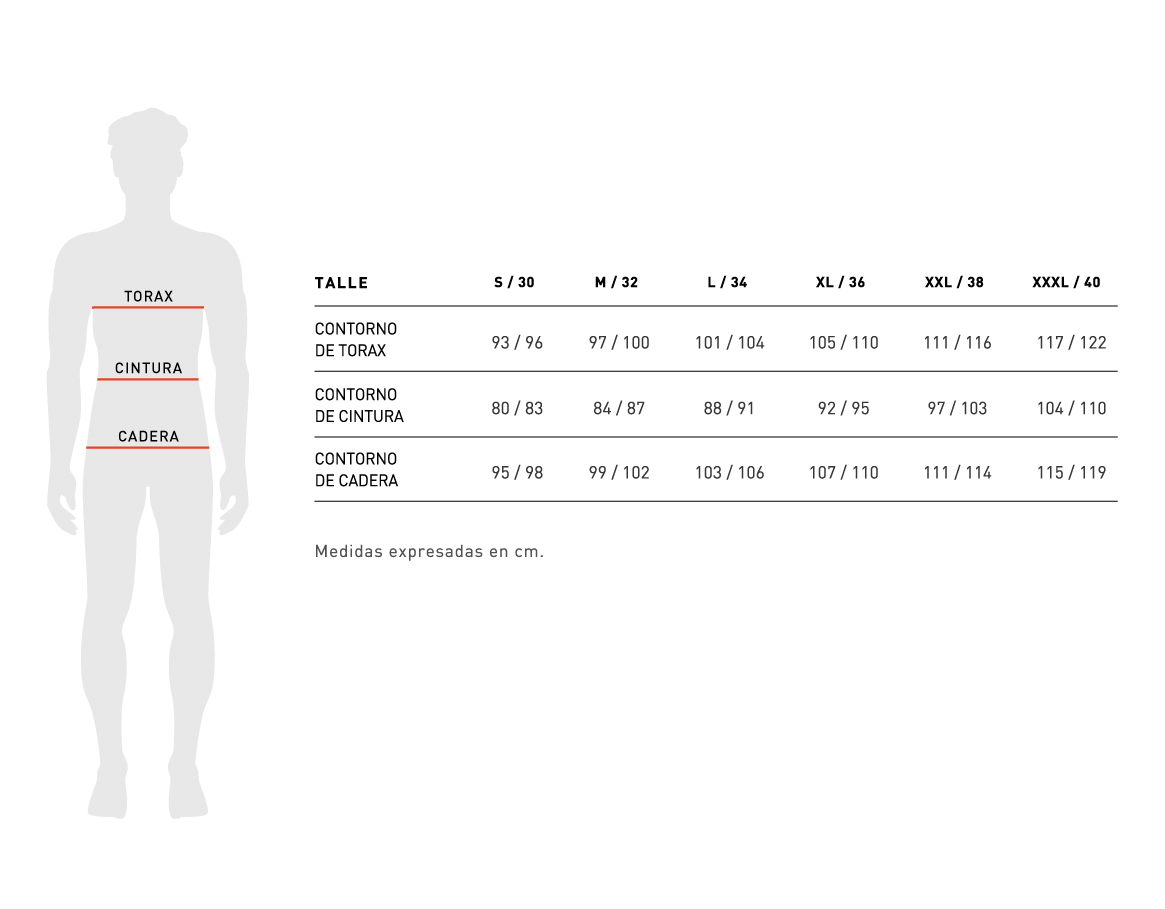 TORAX
CINTURA
CADERA
TALLE S / 30 M / 32 L / 34 XL / 36 XXL / 38 XXXL / 40
CONTORNO
DE TORAX 93 / 96 97 / 100 101 / 104 105 / 110 111 / 116 117 / 122
CONTORNO
DE CINTURA 80 / 83 84 / 87 88 / 91 92 / 95 97 / 103 104 / 110
CONTORNO
DE CADERA 95 / 98 99 / 102 103 / 106 107 / 110 111 / 114 115 / 119
Medidas expresadas en cm.